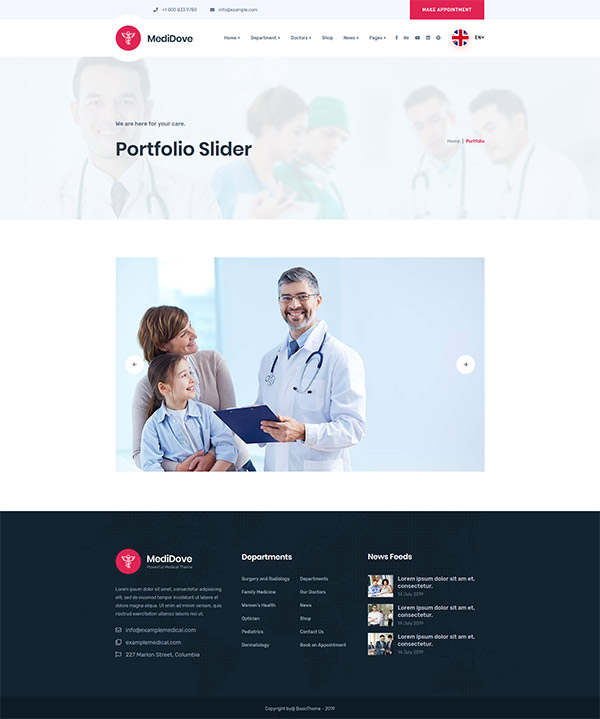 +1 800 833 9780
info@example.com
MAKE APPOINTMENT
MediDove
Home +
Department +
Doctors +
Shop
News +
Pages +
EN
We are here for your care.
Portfolio Slider
Home | Portfolio
MediDove
Powerful Medical Theme
Lorem ipsum dolor sit amet, consectetur adipisicing
elit, sed do eiusmod tempor incididunt ut labore et
dolore magna aliqua. Ut enim ad minim veniam, quis
nostrud exercitation ullamco laboris nisi ut,
info@examplemedical.com
examplemedical.com
227 Marion Street, Columbia
Departments
Surgery and Radiology
Family Medicine
Women's Health
Optician
Pediatrics
Dermatology
Departments
Our Doctors
News
Shop
Contact Us
Book an Appointment
News Feeds
Lorem ipsum dolor sit am et,
consectetur.
14 July 2019
Lorem ipsum dolor sit am et,
consectetur.
14 July 2019
Lorem ipsum dolor sit am et,
consectetur.
14 July 2019
Copyright by@ BasicTheme - 2019